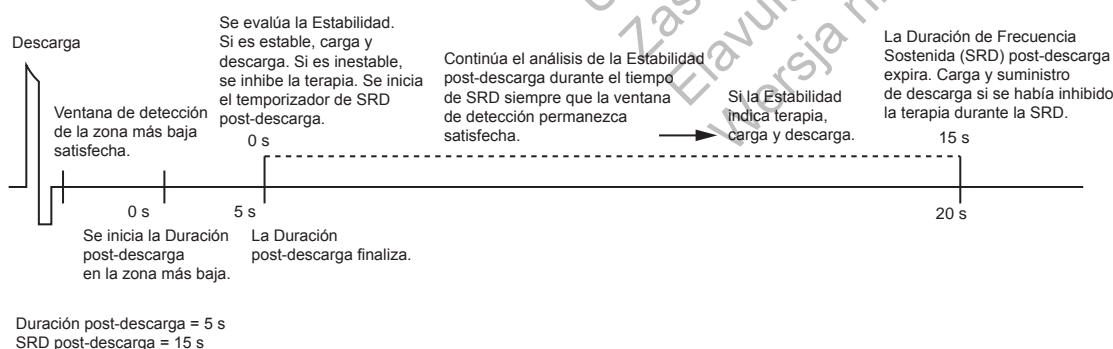 Descarga
Ventana de detección
de la zona más baja
satisfecha.
Se evalúa la Estabilidad.
Si es estable, carga y
descarga. Si es inestable,
se inhibe la terapia. Se inicia
el temporizador de SRD
post-descarga.
0 s
Continúa el análisis de la Estabilidad
post-descarga durante el tiempo
de SRD siempre que la ventana
de detección permanezca
satisfecha.
Si la Estabilidad
indica terapia,
carga y descarga.
La Duración de Frecuencia
Sostenida (SRD) post-descarga
expira. Carga y suministro
de descarga si se había inhibido
la terapia durante la SRD.
15 s
0 s
5 s
20 s
Se inicia la Duración
post-descarga
en la zona más baja.
La Duración
post-descarga finaliza.
Duración post-descarga = 5 s
SRD post-descarga = 15 s